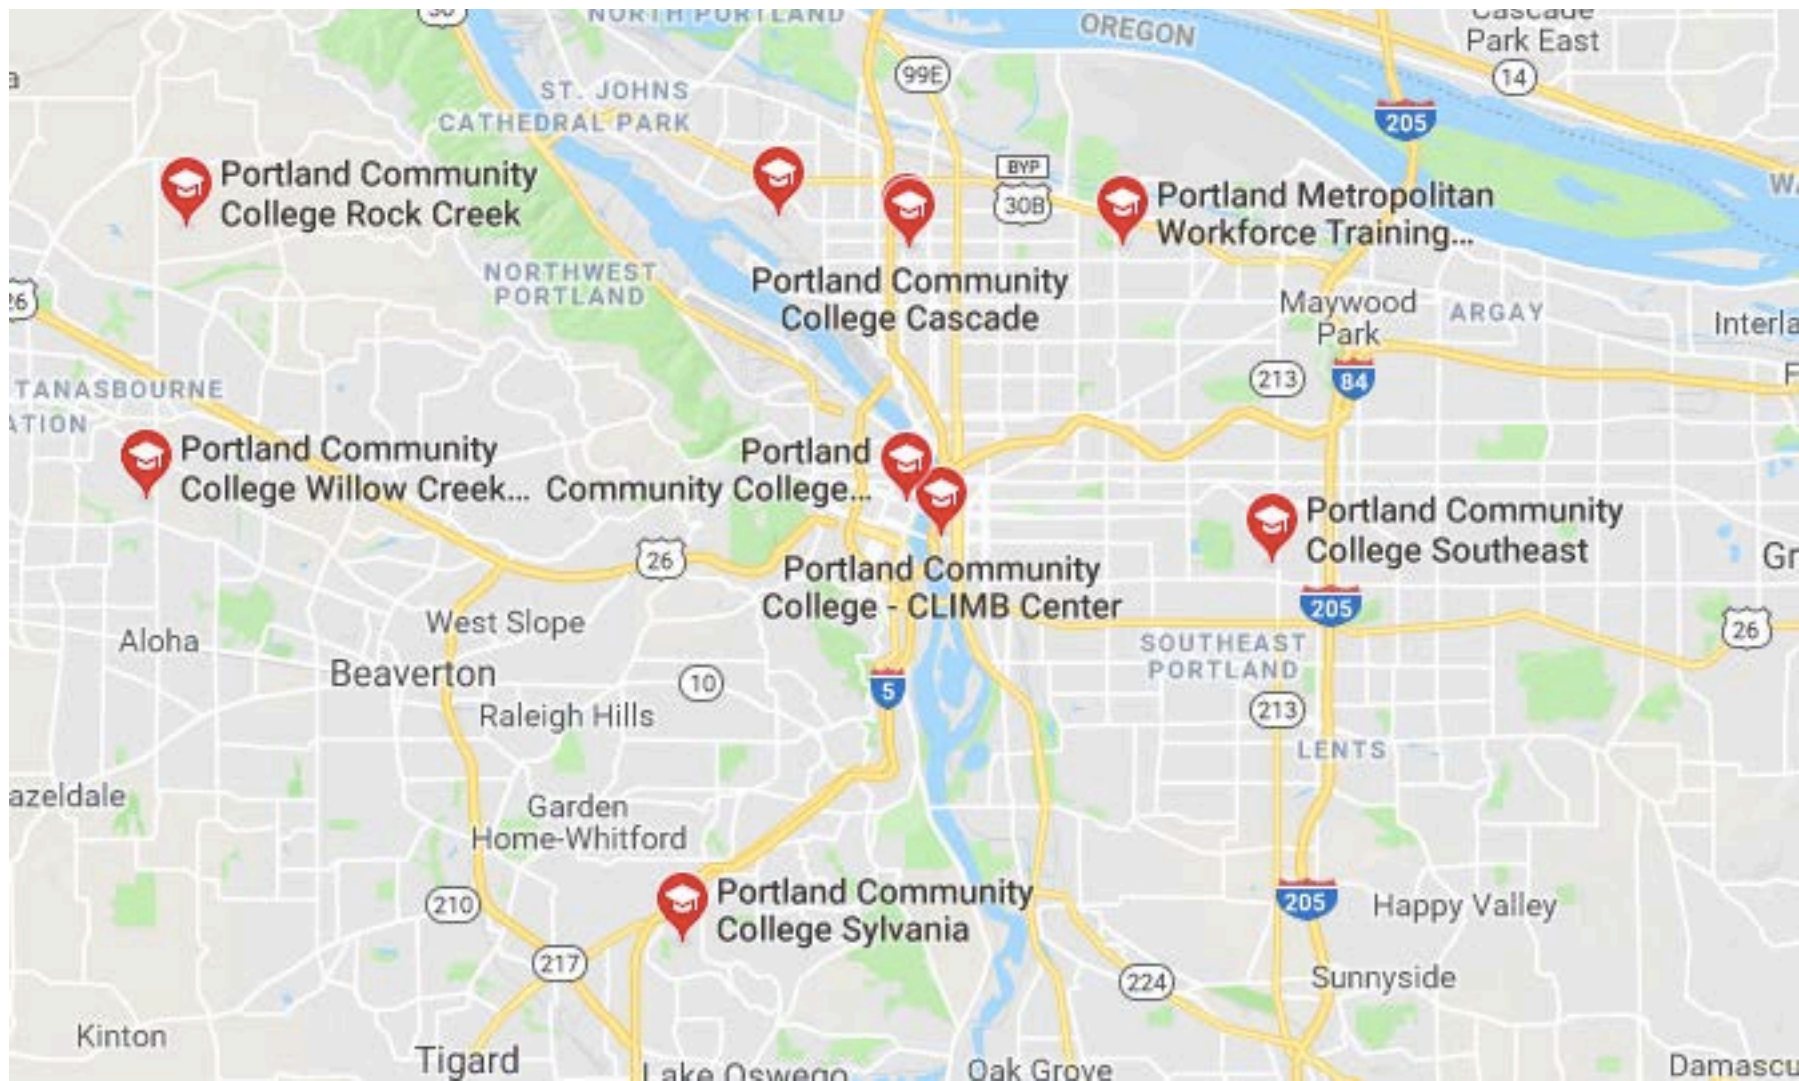 30
NORTH PORTLAND
OREGON
Cascade
Park East
14
99E
ST. JOHNS
CATHEDRAL PARK
205
BYP
30B
Portland Community
College Rock Creek
Portland Metropolitan
Workforce Training...
NORTHWEST
PORTLAND
Portland Community
College Cascade
26
Maywood
Park
ARGAY
213
84
TANASBOURNE
Portland Community
College Willow Creek...
Portland
Community College...
Portland Community
College Southeast
26
Portland Community
College - CLIMB Center
205
26
West Slope
Aloha
Beaverton
SOUTHEAST
PORTLAND
10
5
Raleigh Hills
213
LENTS
azeldale
Garden
Home-Whitford
Portland Community
College Sylvania
210
205
Happy Valley
217
224
Sunnyside
Kinton
Tigard
Lake Oswego
Oak Grove
Damascu